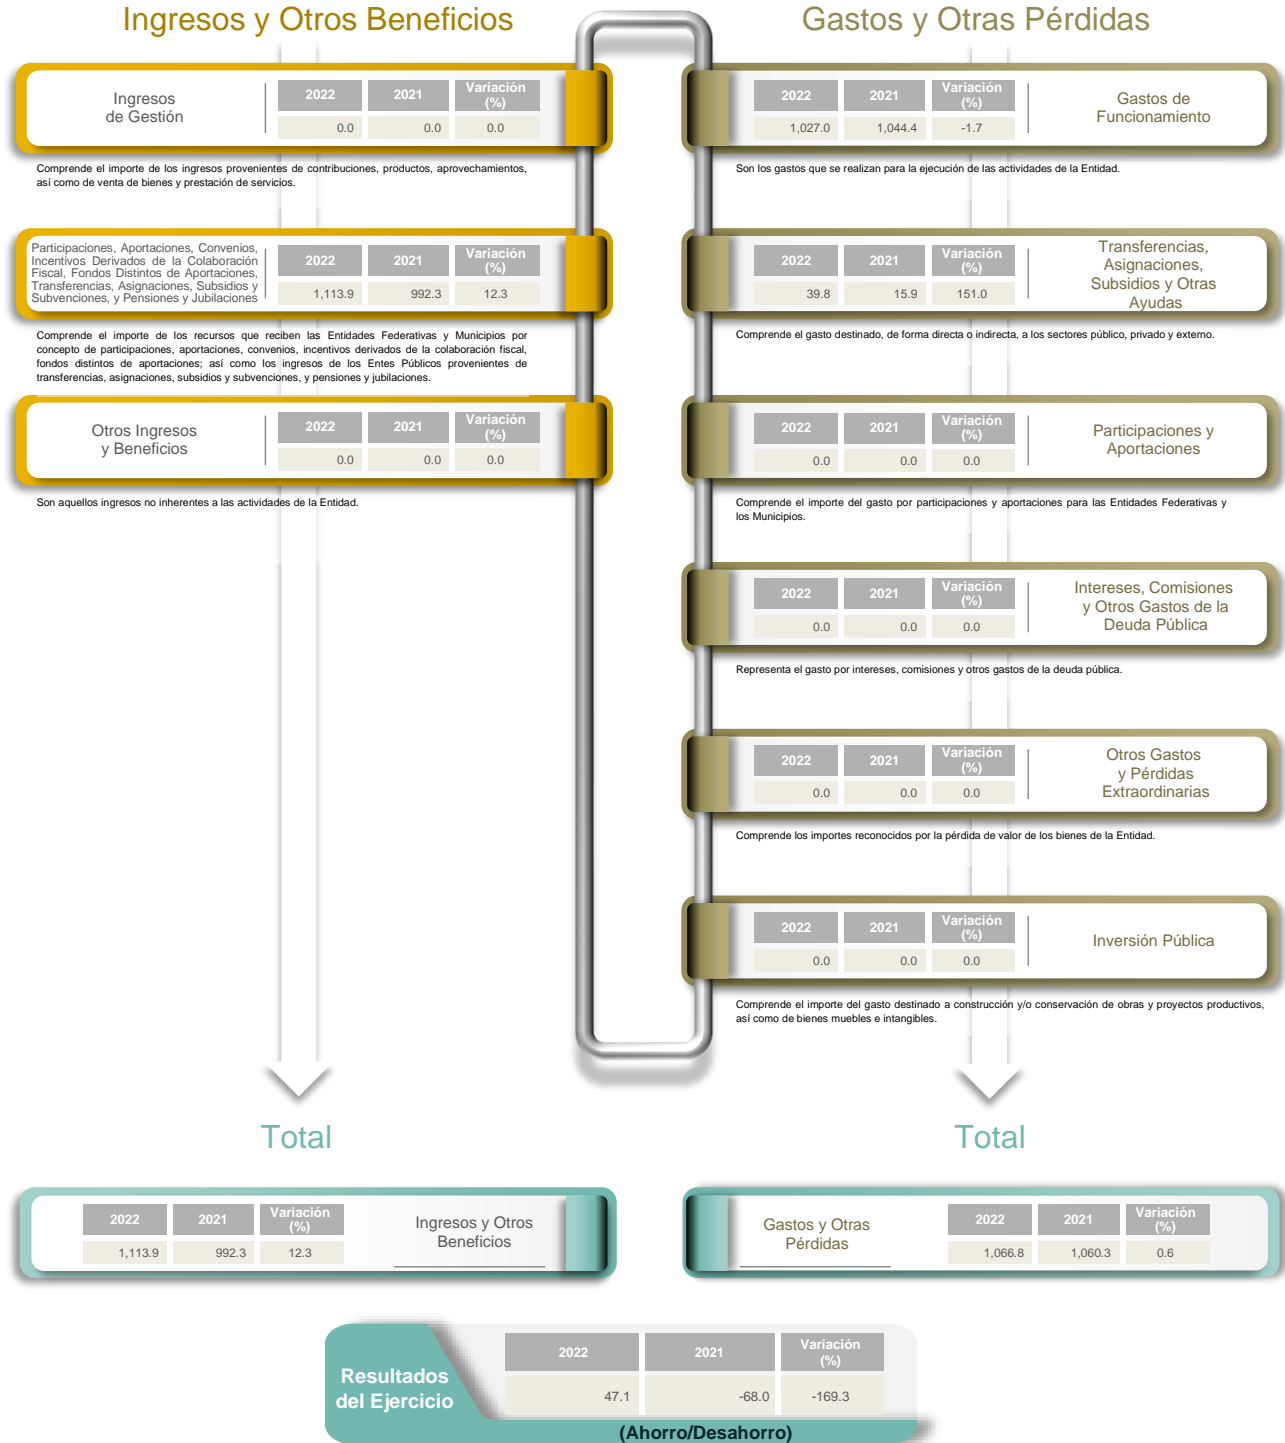 Ingresos y Otros Beneficios
Ingresos
de Gestión
2022 2021 Variación
(%)
0.0 0.0 0.0
Comprende el importe de los ingresos provenientes de contribuciones, productos, aprovechamientos,
así como de venta de bienes y prestación de servicios.
Participaciones, Aportaciones, Convenios,
Incentivos Derivados de la Colaboración
Fiscal, Fondos Distintos de Aportaciones,
Transferencias, Asignaciones, Subsidios y
Subvenciones, y Pensiones y Jubilaciones
2022 2021 Variación
(%)
1,113.9 992.3 12.3
Comprende el importe de los recursos que reciben las Entidades Federativas y Municipios por
concepto de participaciones, aportaciones, convenios, incentivos derivados de la colaboración fiscal,
fondos distintos de aportaciones; así como los ingresos de los Entes Públicos provenientes de
transferencias, asignaciones, subsidios y subvenciones, y pensiones y jubilaciones.
Otros Ingresos
y Beneficios
2022 2021 Variación
(%)
0.0 0.0 0.0
Son aquellos ingresos no inherentes a las actividades de la Entidad.
Total
2022 2021 Variación
(%)
1,113.9 992.3 12.3
Ingresos y Otros
Beneficios
Gastos y Otras Pérdidas
2022 2021 Variación
(%)
1,027.0 1,044.4 -1.7
Gastos de
Funcionamiento
Son los gastos que se realizan para la ejecución de las actividades de la Entidad.
2022 2021 Variación
(%)
39.8 15.9 151.0
Transferencias,
Asignaciones,
Subsidios y Otras
Ayudas
Comprende el gasto destinado, de forma directa o indirecta, a los sectores público, privado y externo.
2022 2021 Variación
(%)
0.0 0.0 0.0
Participaciones y
Aportaciones
Comprende el importe del gasto por participaciones y aportaciones para las Entidades Federativas y
los Municipios.
2022 2021 Variación
(%)
0.0 0.0 0.0
Intereses, Comisiones
y Otros Gastos de la
Deuda Pública
Representa el gasto por intereses, comisiones y otros gastos de la deuda pública.
2022 2021 Variación
(%)
0.0 0.0 0.0
Otros Gastos
y Pérdidas
Extraordinarias
Comprende los importes reconocidos por la pérdida de valor de los bienes de la Entidad.
2022 2021 Variación
(%)
0.0 0.0 0.0
Inversión Pública
Comprende el importe del gasto destinado a construcción y/o conservación de obras y proyectos productivos,
así como de bienes muebles e intangibles.
Total
Gastos y Otras
Pérdidas
2022 2021 Variación
(%)
1,066.8 1,060.3 0.6
Resultados
del Ejercicio
2022 2021 Variación
(%)
47.1 -68.0 -169.3
(Ahorro/Desahorro)